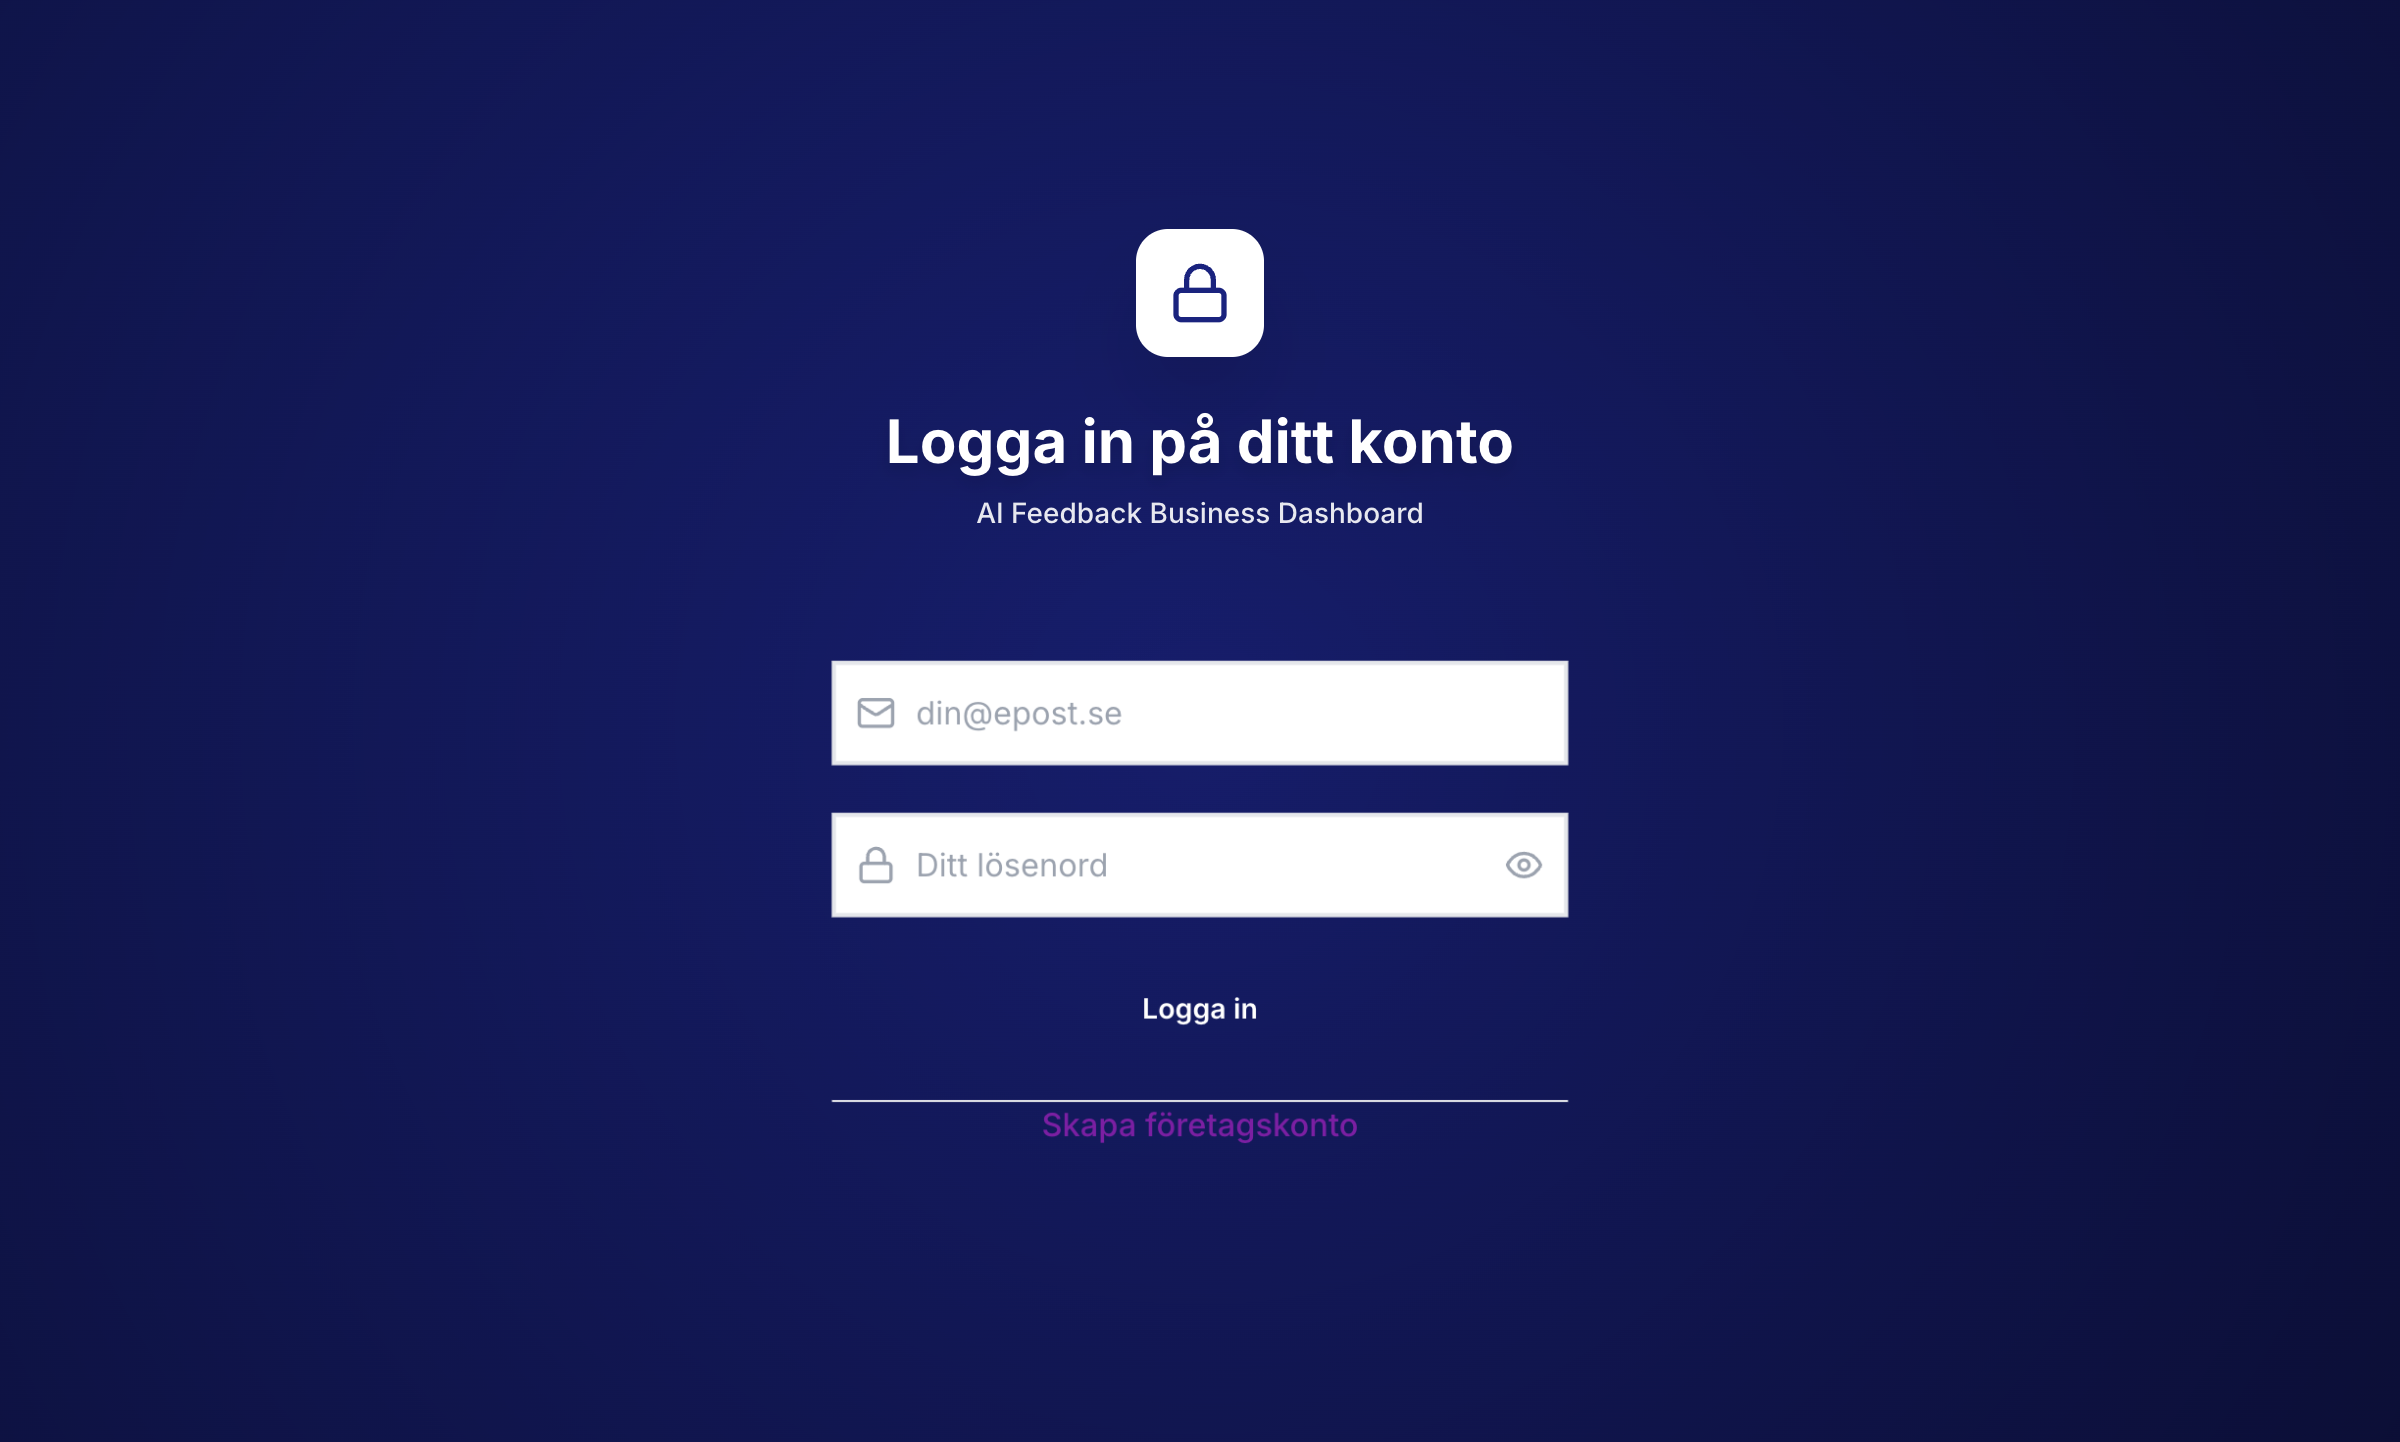 Logga in på ditt konto
AI Feedback Business Dashboard
din@epost.se
Ditt lösenord
Logga in
Skapa företagskonto